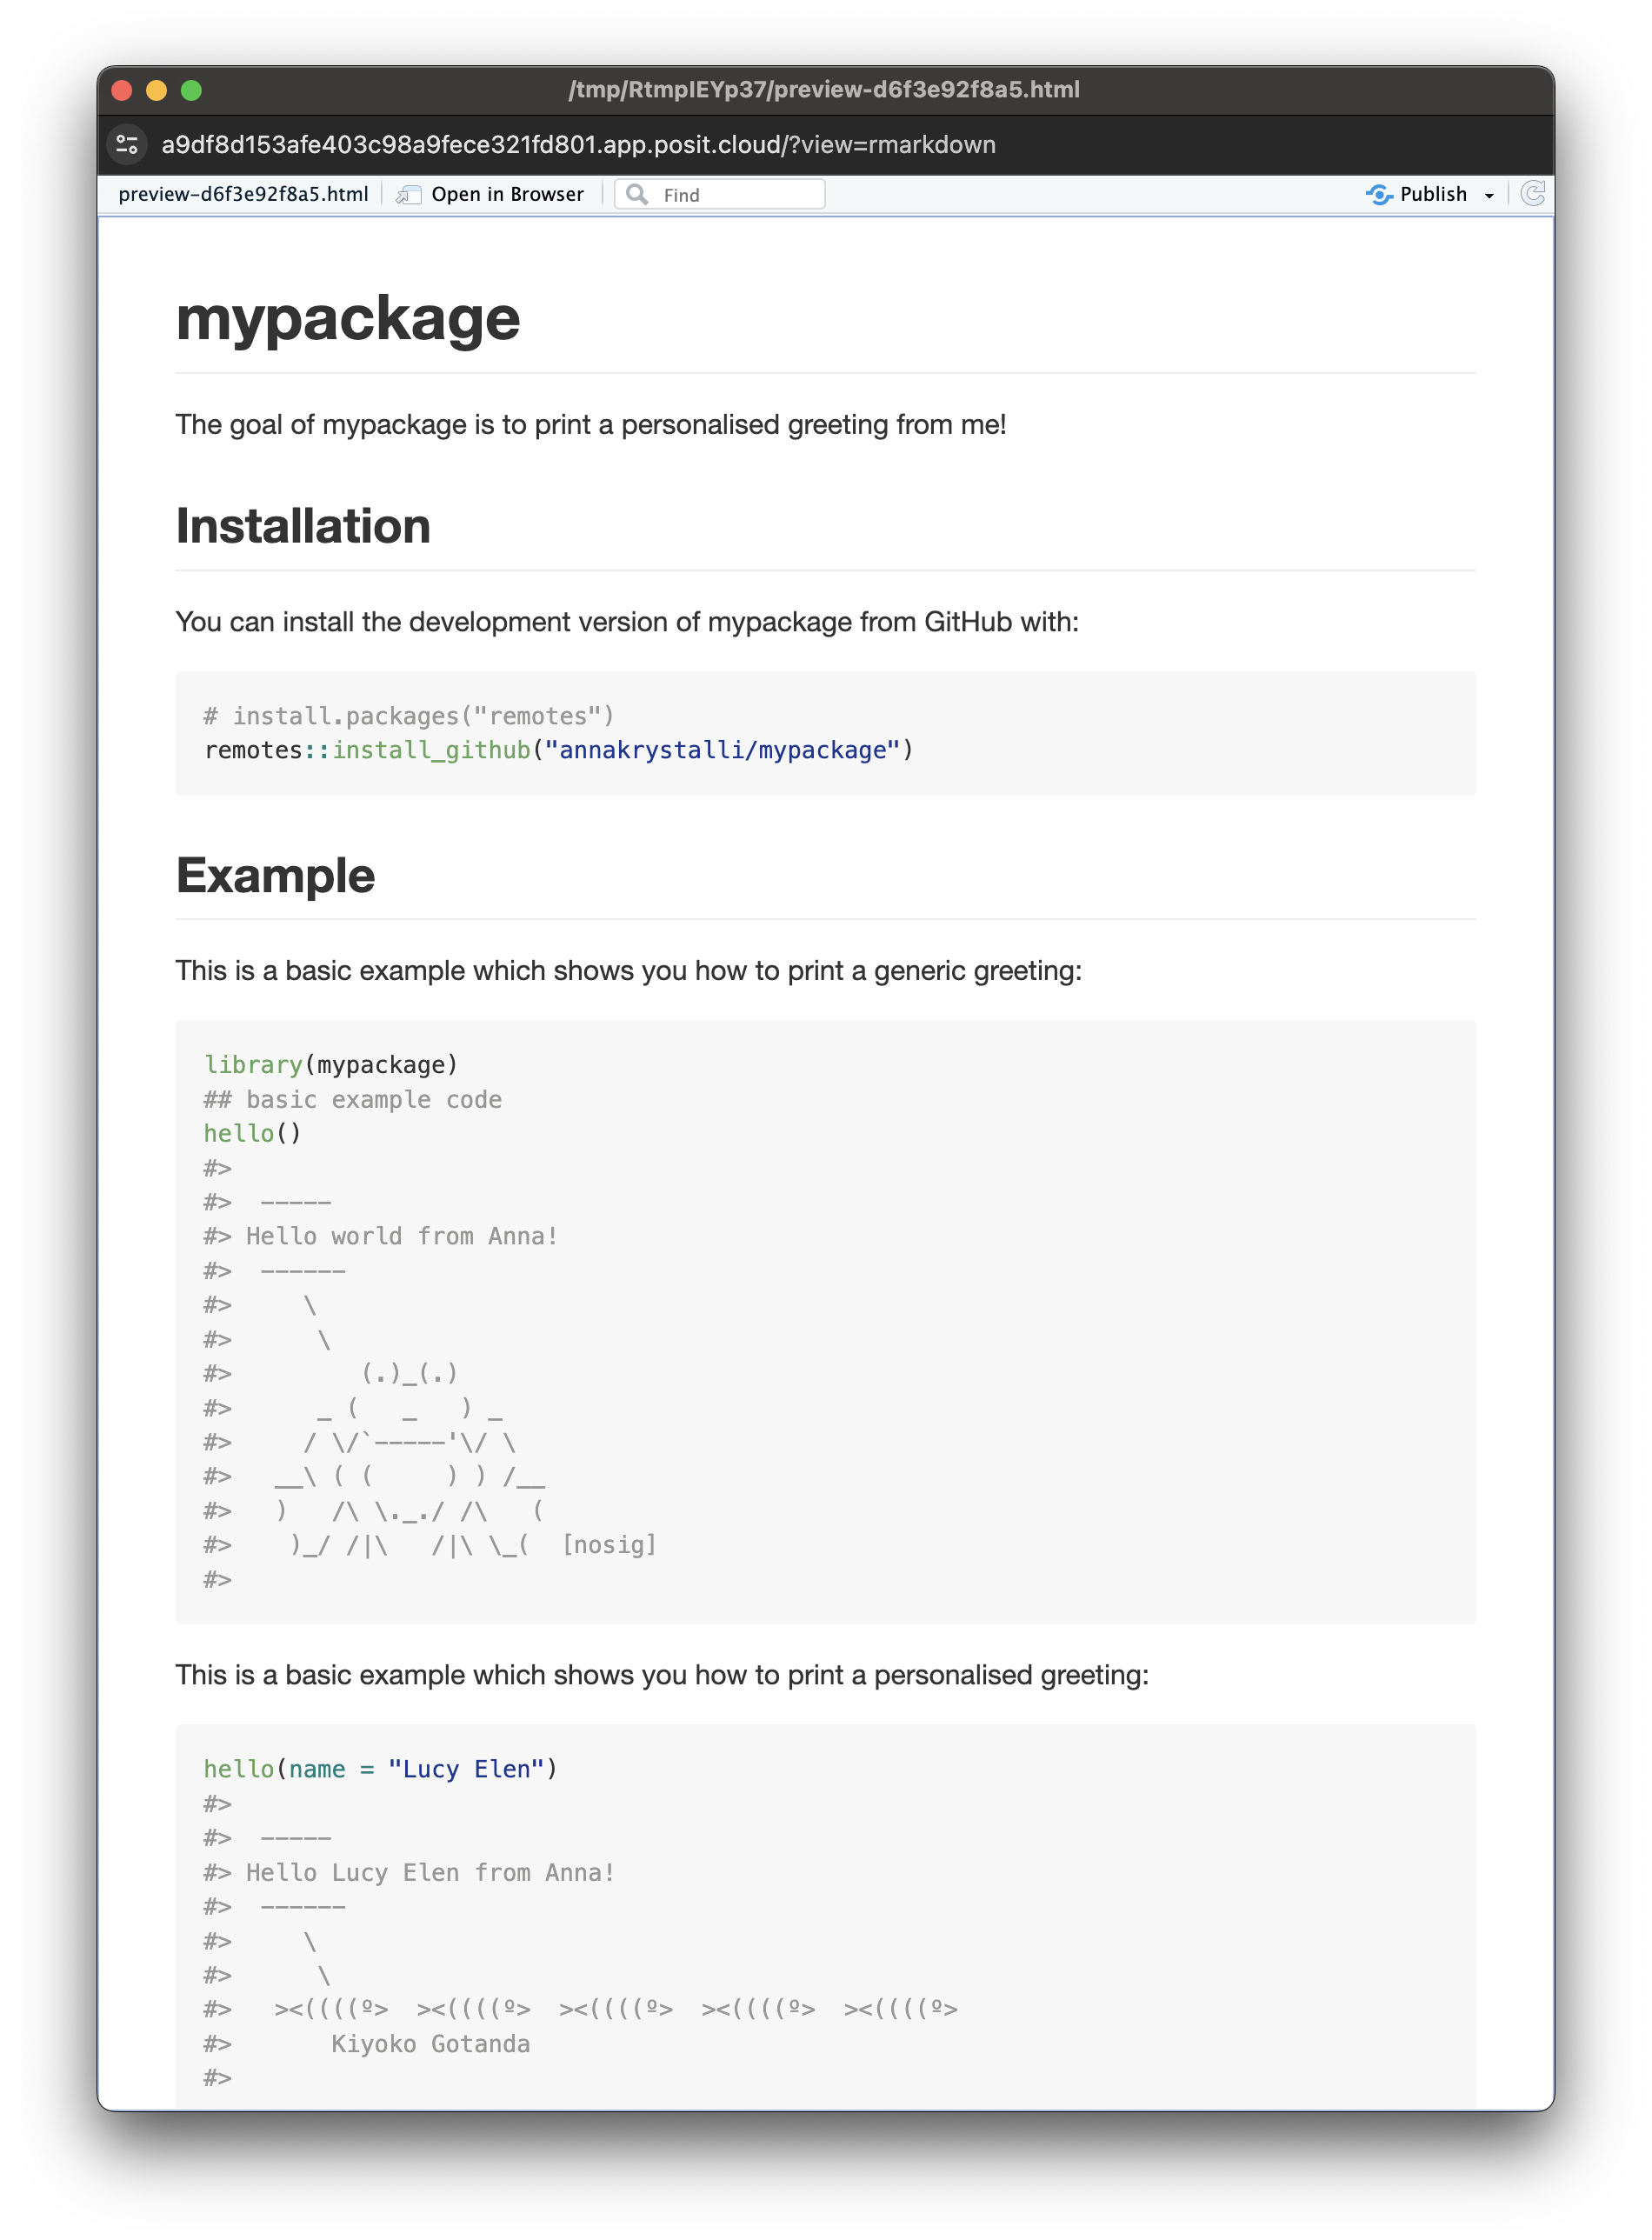 /tmp/RtmpIEYp37/preview-d6f3e92f8a5.html
a9df8d153afe403c98a9fece321fd801.app.posit.cloud/?view=rmarkdown
preview-d6f3e92f8a5.html Open in Browser Find Publish
mypackage
The goal of mypackage is to print a personalised greeting from me!
Installation
You can install the development version of mypackage from GitHub with:
# install.packages("remotes")
remotes::install_github("annakrystalli/mypackage")
Example
This is a basic example which shows you how to print a generic greeting:
library(mypackage)
## basic example code
hello()
#>
#>  -----
#> Hello world from Anna!
#>  ------
#>     \
#>      \
#>         (.)_(.)
#>      _ (   _   ) _
#>     / \/`-----'\/ \
#>   __\ ( (     ) ) /__
#>   )   /\ \._./ /\   (
#>    )_/ /|\   /|\ \_(  [nosig]
#>
This is a basic example which shows you how to print a personalised greeting:
hello(name = "Lucy Elen")
#>
#>  -----
#> Hello Lucy Elen from Anna!
#>  ------
#>     \
#>      \
#>   ><((((º>  ><((((º>  ><((((º>  ><((((º>  ><((((º>
#>       Kiyoko Gotanda
#>